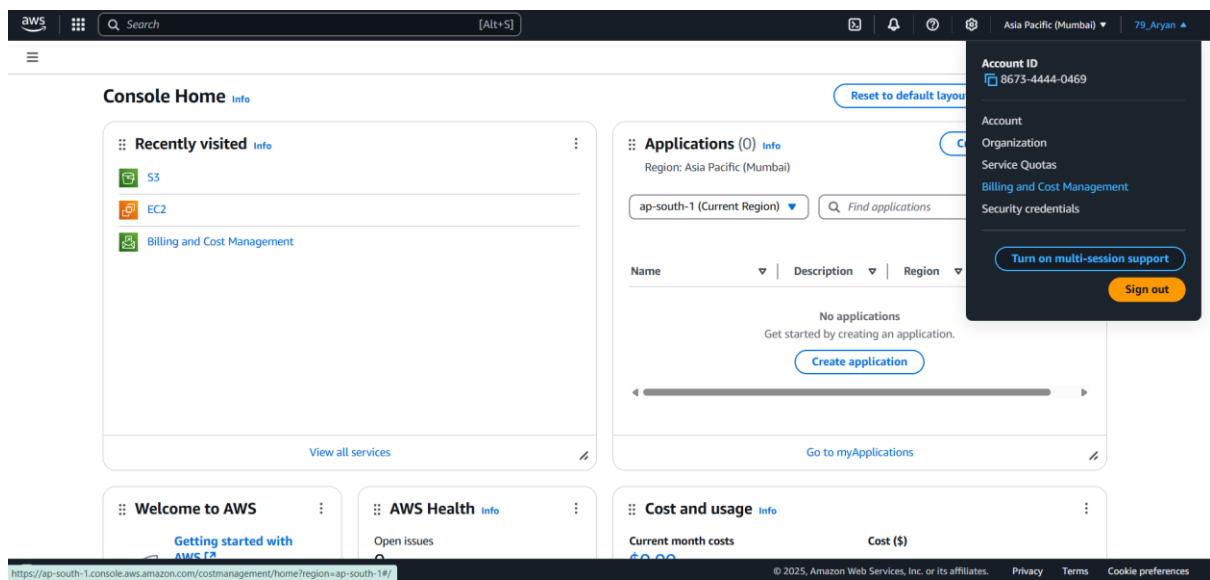 aws
Search [Alt+S]
Asia Pacific (Mumbai) ▼
79_Aryan ▲
Account ID
8673-4444-0469
Account
Organization
Service Quotas
Billing and Cost Management
Security credentials
Turn on multi-session support
Sign out
Console Home Info
Reset to default layou
Recently visited Info
S3
EC2
Billing and Cost Management
View all services
Applications (0) Info
Region: Asia Pacific (Mumbai)
ap-south-1 (Current Region) ▼
Find applications
Name
Description
Region
No applications
Get started by creating an application.
Create application
Go to myApplications
Welcome to AWS
Getting started with
AWS
AWS Health Info
Open issues
Cost and usage Info
Current month costs
Cost ($)
https://ap-south-1.console.aws.amazon.com/costmanagement/home?region=ap-south-1#/
© 2025, Amazon Web Services, Inc. or its affiliates.
Privacy
Terms
Cookie preferences